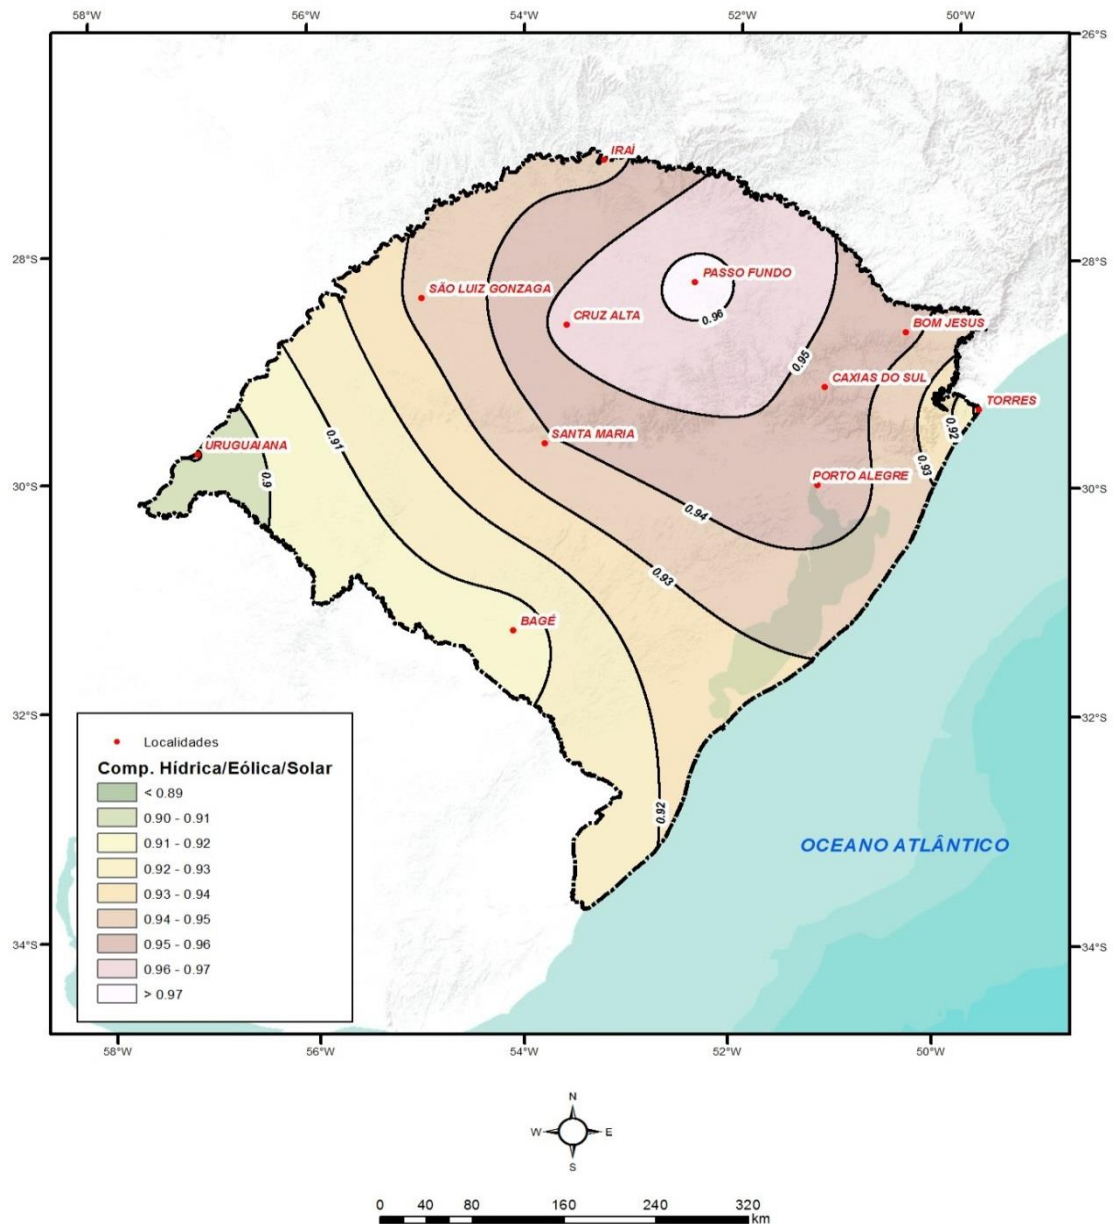 58°W 56°W 54°W 52°W 50°W
26°S 28°S 30°S 32°S 34°S
28°S 30°S 32°S 34°S
IRAÍ
PASSO FUNDO
SÃO LUIZ GONZAGA
0.96
CRUZ ALTA
BOM JESUS
0.95
CAXIAS DO SUL
TORRES
0.92
0.91
SANTA MARIA
URUGUAIANA
0.93
0.9
PORTO ALEGRE
0.94
0.93
BAGÉ
0.92
OCEANO ATLÂNTICO
Localidades
Comp. Hídrica/Eólica/Solar
< 0.89
0.90 - 0.91
0.91 - 0.92
0.92 - 0.93
0.93 - 0.94
0.94 - 0.95
0.95 - 0.96
0.96 - 0.97
> 0.97
58°W 56°W 54°W 52°W 50°W
N
W E
S
0 40 80 160 240 320
km